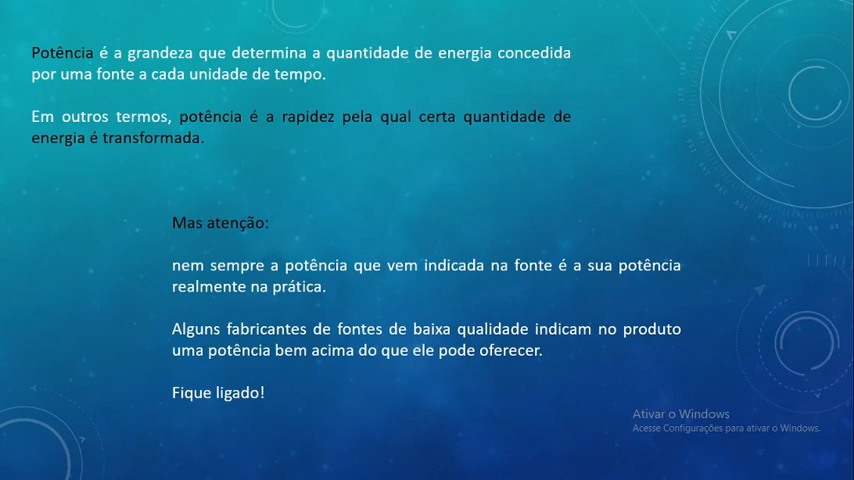 Potência é a grandeza que determina a quantidade de energia concedida
por uma fonte a cada unidade de tempo.
Em outros termos, potência é a rapidez pela qual certa quantidade de
energia é transformada.
Mas atenção:
nem sempre a potência que vem indicada na fonte é a sua potência
realmente na prática.
Alguns fabricantes de fontes de baixa qualidade indicam no produto
uma potência bem acima do que ele pode oferecer.
Fique ligado!
Ativar o Windows
Acesse Configurações para ativar o Windows.